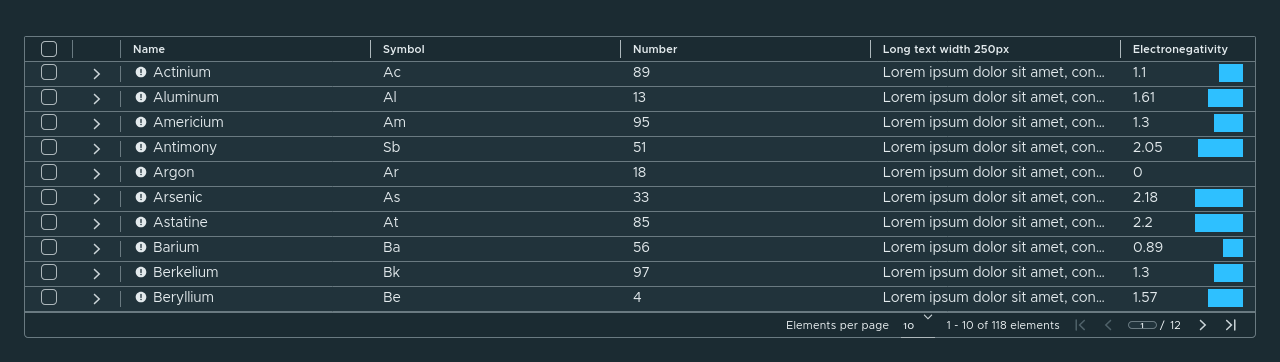 Name Symbol Number Long text width 250px Electronegativity
Actinium Ac 89 Lorem ipsum dolor sit amet, con... 1.1
Aluminum Al 13 Lorem ipsum dolor sit amet, con... 1.61
Americium Am 95 Lorem ipsum dolor sit amet, con... 1.3
Antimony Sb 51 Lorem ipsum dolor sit amet, con... 2.05
Argon Ar 18 Lorem ipsum dolor sit amet, con... 0
Arsenic As 33 Lorem ipsum dolor sit amet, con... 2.18
Astatine At 85 Lorem ipsum dolor sit amet, con... 2.2
Barium Ba 56 Lorem ipsum dolor sit amet, con... 0.89
Berkelium Bk 97 Lorem ipsum dolor sit amet, con... 1.3
Beryllium Be 4 Lorem ipsum dolor sit amet, con... 1.57
Elements per page 10 1 - 10 of 118 elements 1 / 12